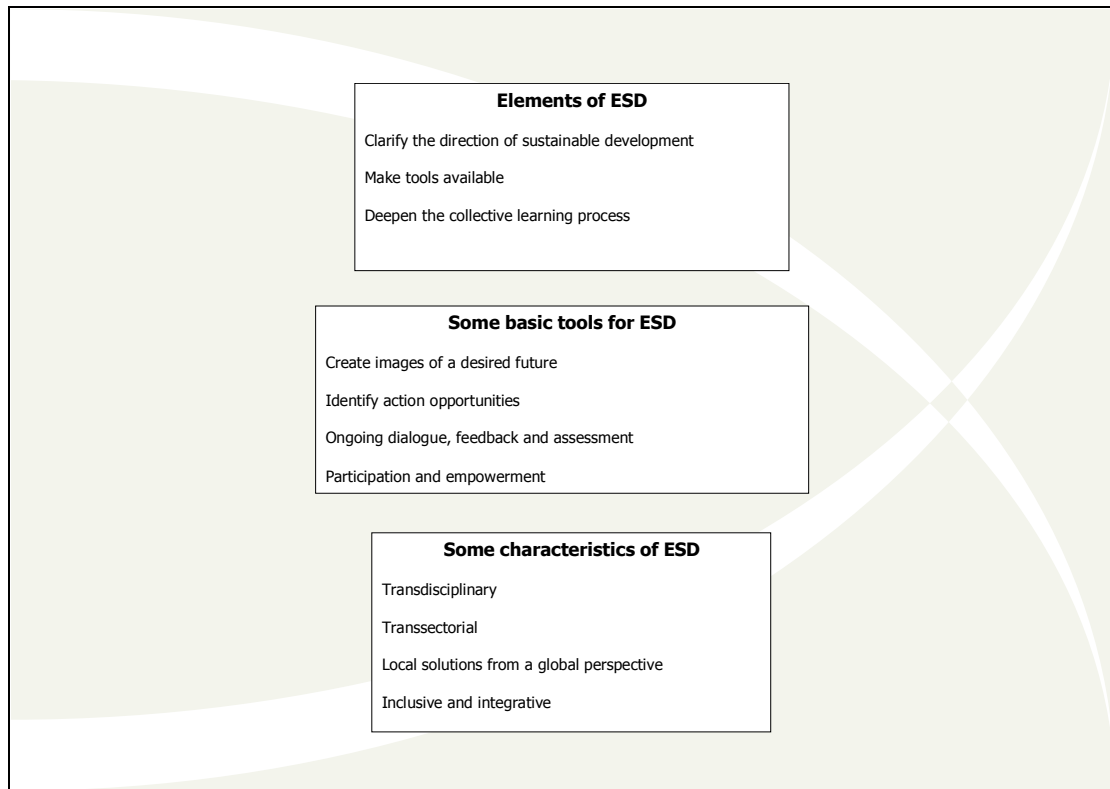 Elements of ESD
Clarify the direction of sustainable development
Make tools available
Deepen the collective learning process
Some basic tools for ESD
Create images of a desired future
Identify action opportunities
Ongoing dialogue, feedback and assessment
Participation and empowerment
Some characteristics of ESD
Transdisciplinary
Transsectorial
Local solutions from a global perspective
Inclusive and integrative